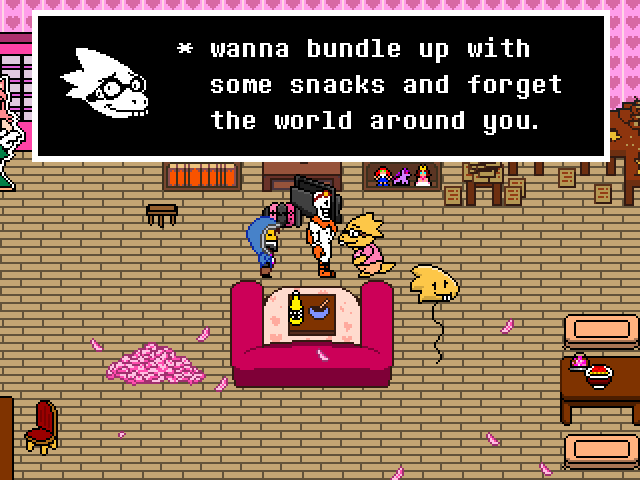 * wanna bundle up with
some snacks and forget
the world around you.